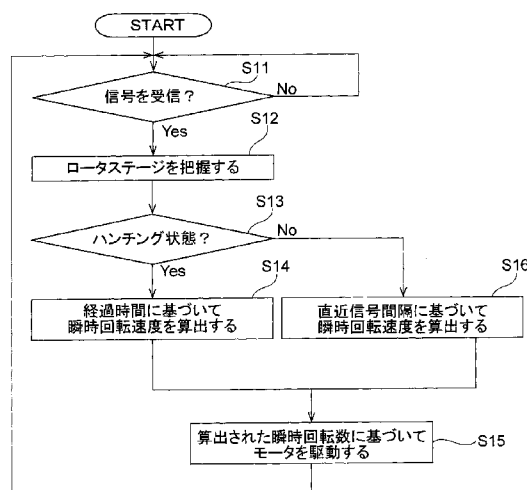 START
S11
信号を受信？
No
Yes
S12
ロータステージを把握する
S13
ハンチング状態？
No
Yes
S14
経過時間に基づいて
瞬時回転速度を算出する
S16
直近信号間隔に基づいて
瞬時回転速度を算出する
算出された瞬時回転数に基づいて
モータを駆動する
S15